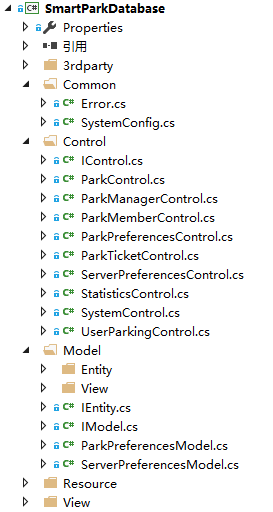 C# SmartParkDatabase
Properties
引用
3rdparty
Common
C# Error.cs
C# SystemConfig.cs
Control
C# IControl.cs
C# ParkControl.cs
C# ParkManagerControl.cs
C# ParkMemberControl.cs
C# ParkPreferencesControl.cs
C# ParkTicketControl.cs
C# ServerPreferencesControl.cs
C# StatisticsControl.cs
C# SystemControl.cs
C# UserParkingControl.cs
Model
Entity
View
C# IEntity.cs
C# IModel.cs
C# ParkPreferencesModel.cs
C# ServerPreferencesModel.cs
Resource
View